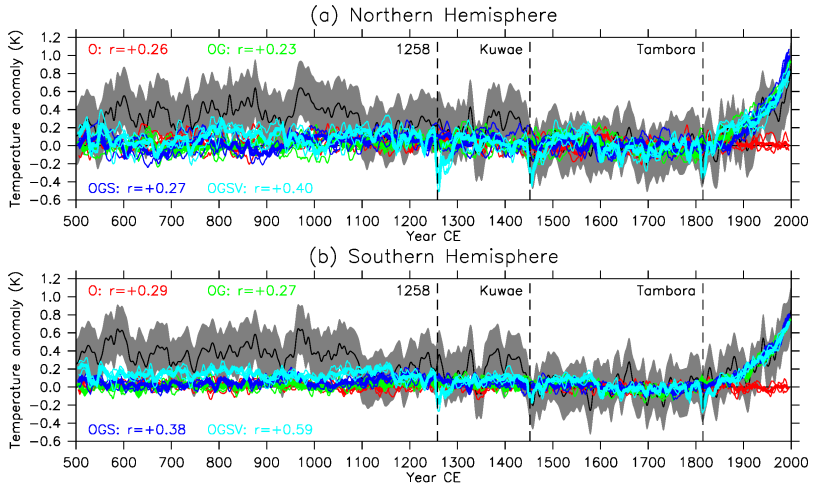 (a) Northern Hemisphere
Temperature anomaly (K)
1.2
1.0
0.8
0.6
0.4
0.2
0.0
−0.2
−0.4
−0.6
O: r=+0.26 OG: r=+0.23 1258 Kuwae Tambora
OGS: r=+0.27 OGSV: r=+0.40
500 600 700 800 900 1000 1100 1200 1300 1400 1500 1600 1700 1800 1900 2000
Year CE
(b) Southern Hemisphere
Temperature anomaly (K)
1.2
1.0
0.8
0.6
0.4
0.2
0.0
−0.2
−0.4
−0.6
O: r=+0.29 OG: r=+0.27 1258 Kuwae Tambora
OGS: r=+0.38 OGSV: r=+0.59
500 600 700 800 900 1000 1100 1200 1300 1400 1500 1600 1700 1800 1900 2000
Year CE